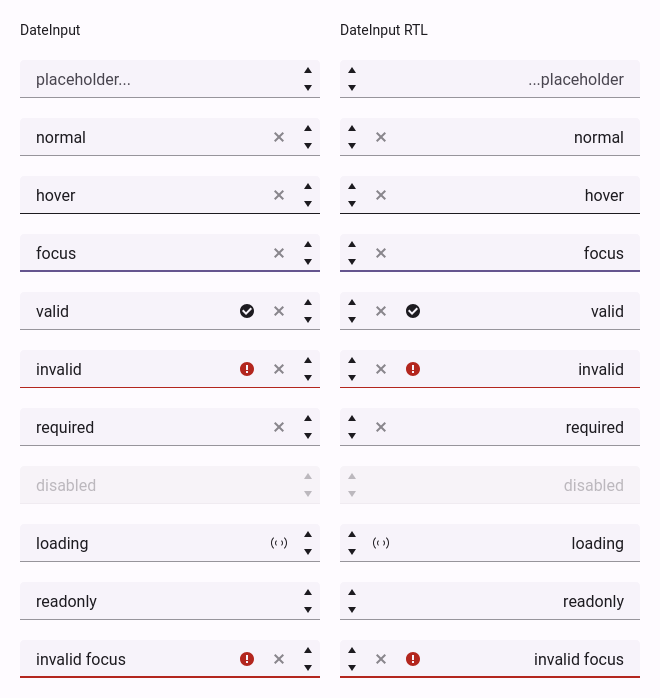 DateInput
DateInput RTL
placeholder...
...placeholder
normal
normal
hover
hover
focus
focus
valid
valid
invalid
invalid
required
required
disabled
disabled
loading
loading
readonly
readonly
invalid focus
invalid focus